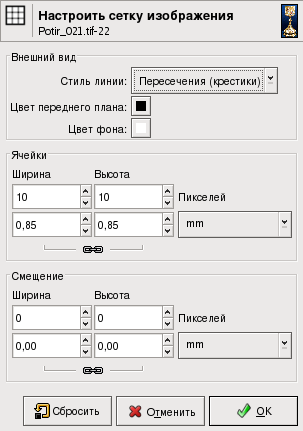 Настроить сетку изображения
Potir_021.tif-22
Внешний вид
Стиль линии: Пересечения (крестики)
Цвет переднего плана:
Цвет фона:
Ячейки
Ширина Высота
10 10 Пикселей
0,85 0,85 mm
Смещение
Ширина Высота
0 0 Пикселей
0,00 0,00 mm
Сбросить Отменить OK